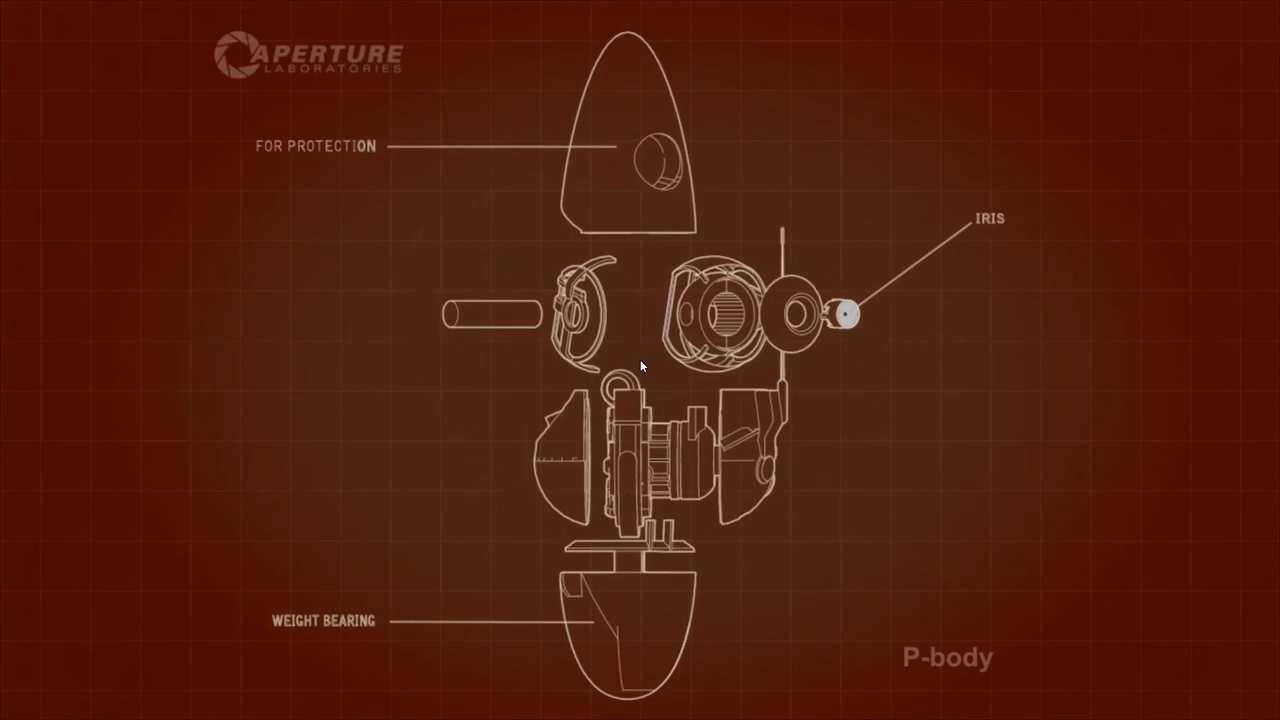 APERTURE
LABORATORIES
FOR PROTECTION
IRIS
WEIGHT BEARING
P-body